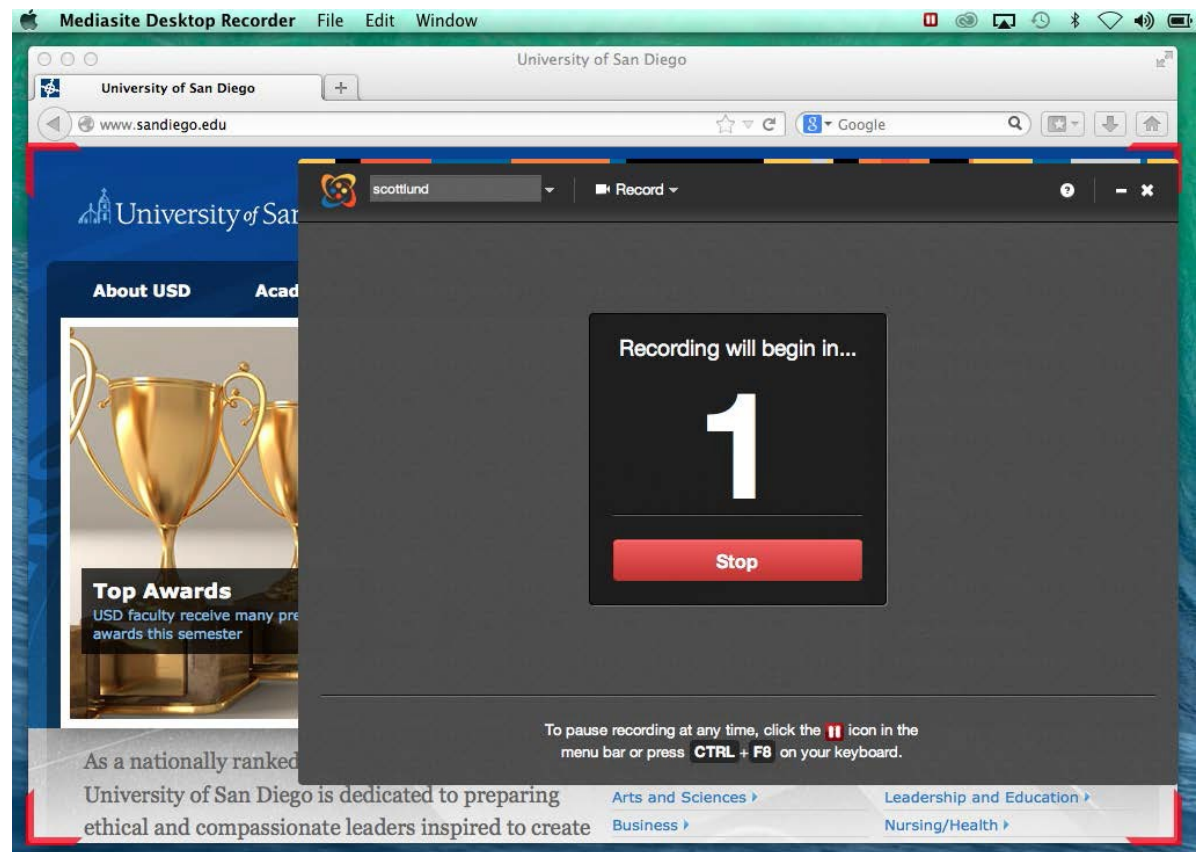 Mediasite Desktop Recorder File Edit Window
University of San Diego
University of San Diego +
www.sandiego.edu
8 Google
scottlund
Record
?
University of San
About USD Acad
Recording will begin in...
1
Stop
Top Awards
USD faculty receive many pre
awards this semester
To pause recording at any time, click the icon in the
menu bar or press CTRL + F8 on your keyboard.
As a nationally ranked
University of San Diego is dedicated to preparing
ethical and compassionate leaders inspired to create
Arts and Sciences
Leadership and Education
Business
Nursing/Health